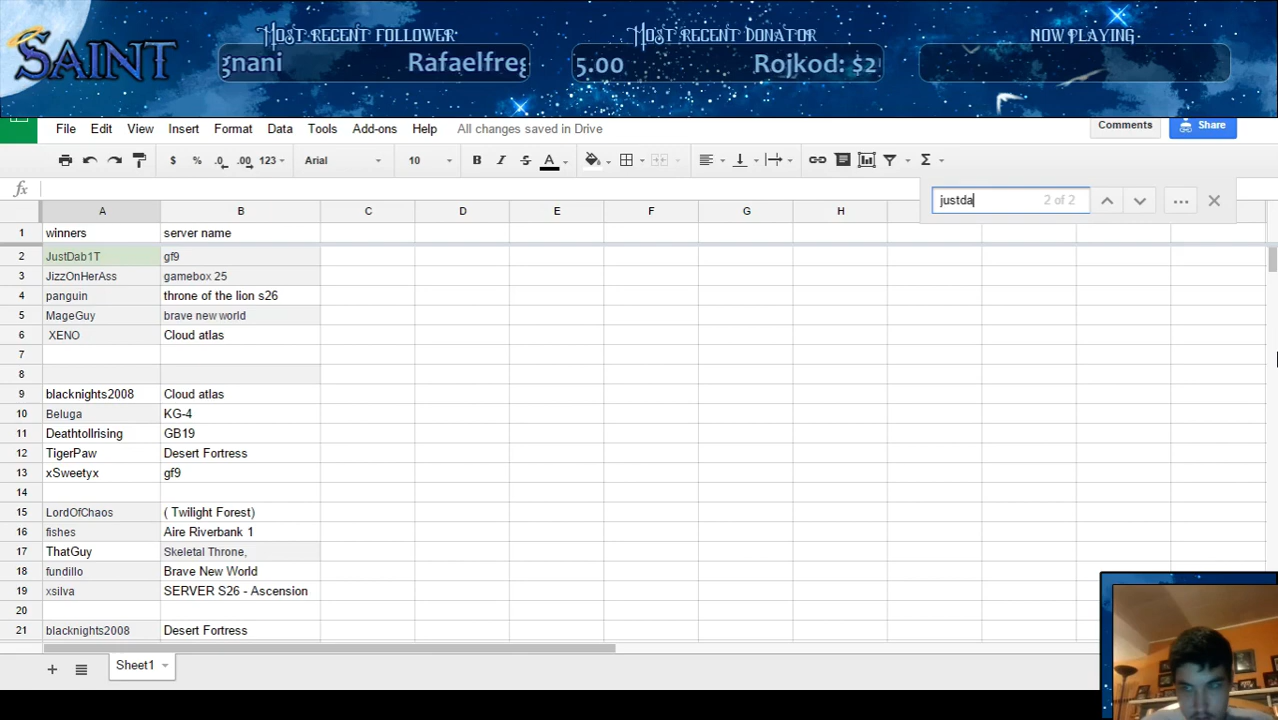 SAINT
MOST RECENT FOLLOWER
MOST RECENT DONATOR
NOW PLAYING
gnani Rafaelfreg
5.00 Rojkod: $2
File Edit View Insert Format Data Tools Add-ons Help All changes saved in Drive
Comments
Share
$ % .0 .00 123 Arial 10 B I S A Σ
fx
justda 2 of 2
A B C D E F G H
1 winners server name
2 JustDab1T gf9
3 JizzOnHerAss gamebox 25
4 panguin throne of the lion s26
5 MageGuy brave new world
6 XENO Cloud atlas
7
8
9 blacknights2008 Cloud atlas
10 Beluga KG-4
11 Deathtollrising GB19
12 TigerPaw Desert Fortress
13 xSweetyx gf9
14
15 LordOfChaos ( Twilight Forest)
16 fishes Aire Riverbank 1
17 ThatGuy Skeletal Throne,
18 fundillo Brave New World
19 xsilva SERVER S26 - Ascension
20
21 blacknights2008 Desert Fortress
Sheet1